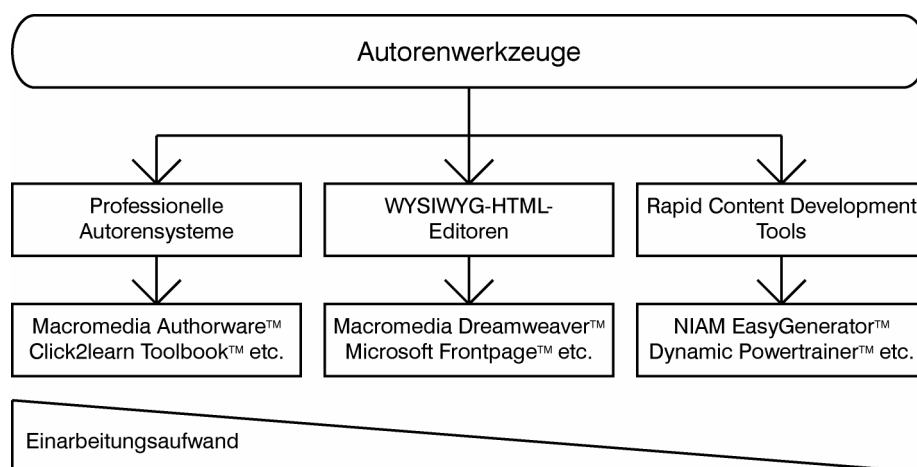 Autorenwerkzeuge
Professionelle
Autorensysteme
WYSIWYG-HTML-
Editoren
Rapid Content Development
Tools
Macromedia Authorware™
Click2learn Toolbook™ etc.
Macromedia Dreamweaver™
Microsoft Frontpage™ etc.
NIAM EasyGenerator™
Dynamic Powertrainer™ etc.
Einarbeitungsaufwand